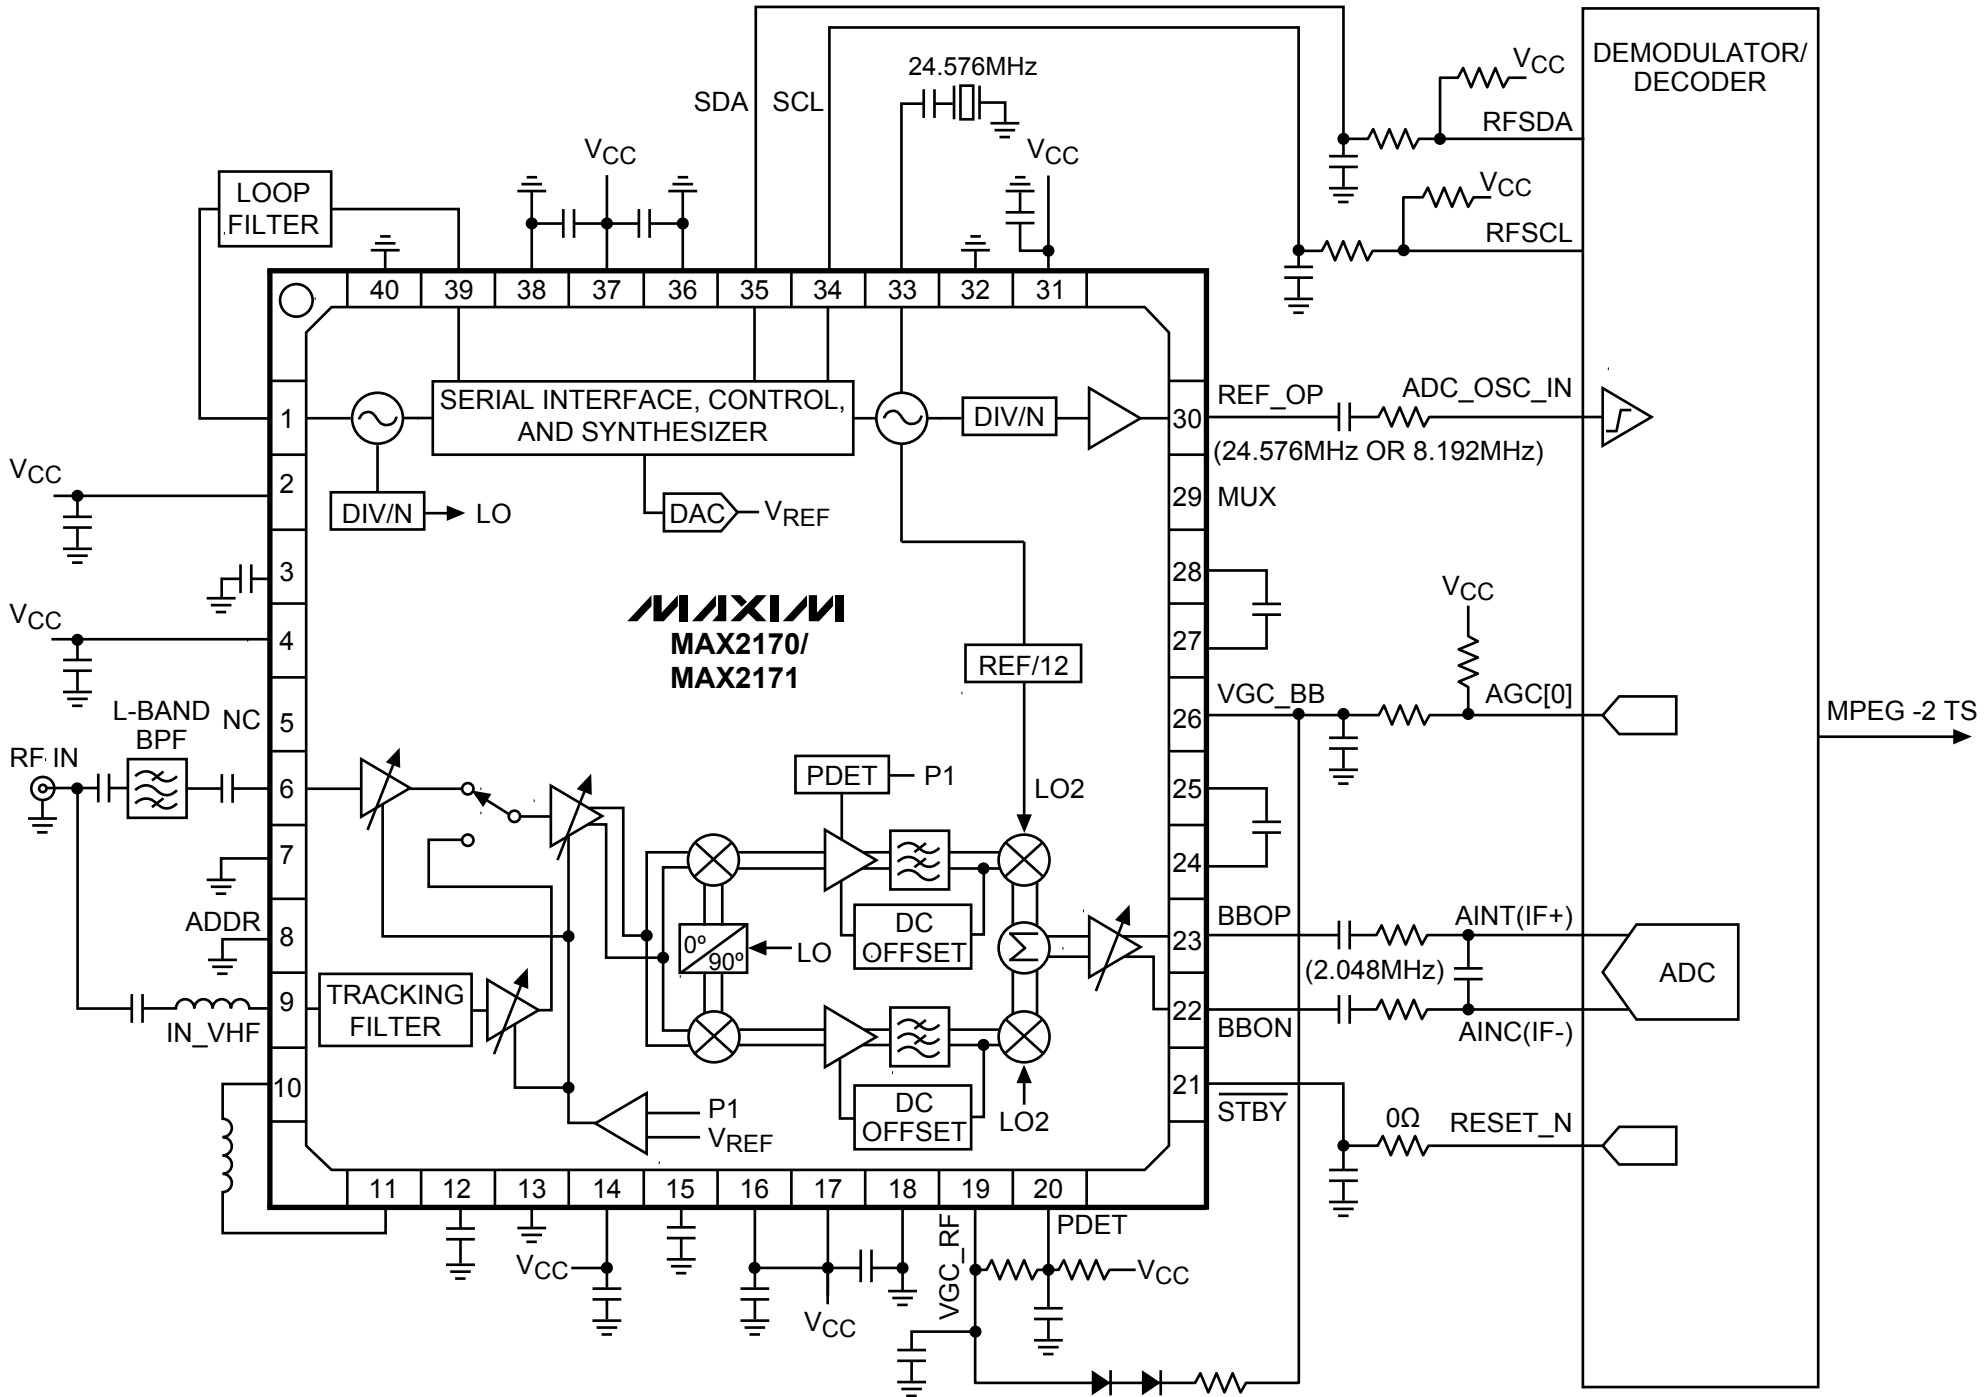 24.576MHz
DEMODULATOR/
DECODER
VCC
SDA SCL
RFSDA
VCC
VCC
VCC
LOOP
FILTER
RFSCL
40 39 38 37 36 35 34 33 32 31
1
SERIAL INTERFACE, CONTROL,
AND SYNTHESIZER
DIV/N
30
REF_OP
ADC_OSC_IN
(24.576MHz OR 8.192MHz)
VCC
2
DIV/N
LO
DAC
VREF
29
MUX
3
28
VCC
VCC
4
MAXIM
MAX2170/
MAX2171
REF/12
27
L-BAND
BPF
NC
5
26
VGC_BB
AGC[0]
MPEG -2 TS
RF IN
6
PDET
P1
LO2
25
7
24
ADDR
8
0º
90º
LO
DC
OFFSET
Σ
23
BBOP
AINT(IF+)
(2.048MHz)
ADC
IN_VHF
9
TRACKING
FILTER
22
BBON
AINC(IF-)
10
P1
VREF
DC
OFFSET
LO2
21
STBY
0Ω
RESET_N
11 12 13 14 15 16 17 18 19 20
VCC
VCC
VGC_RF
PDET
VCC